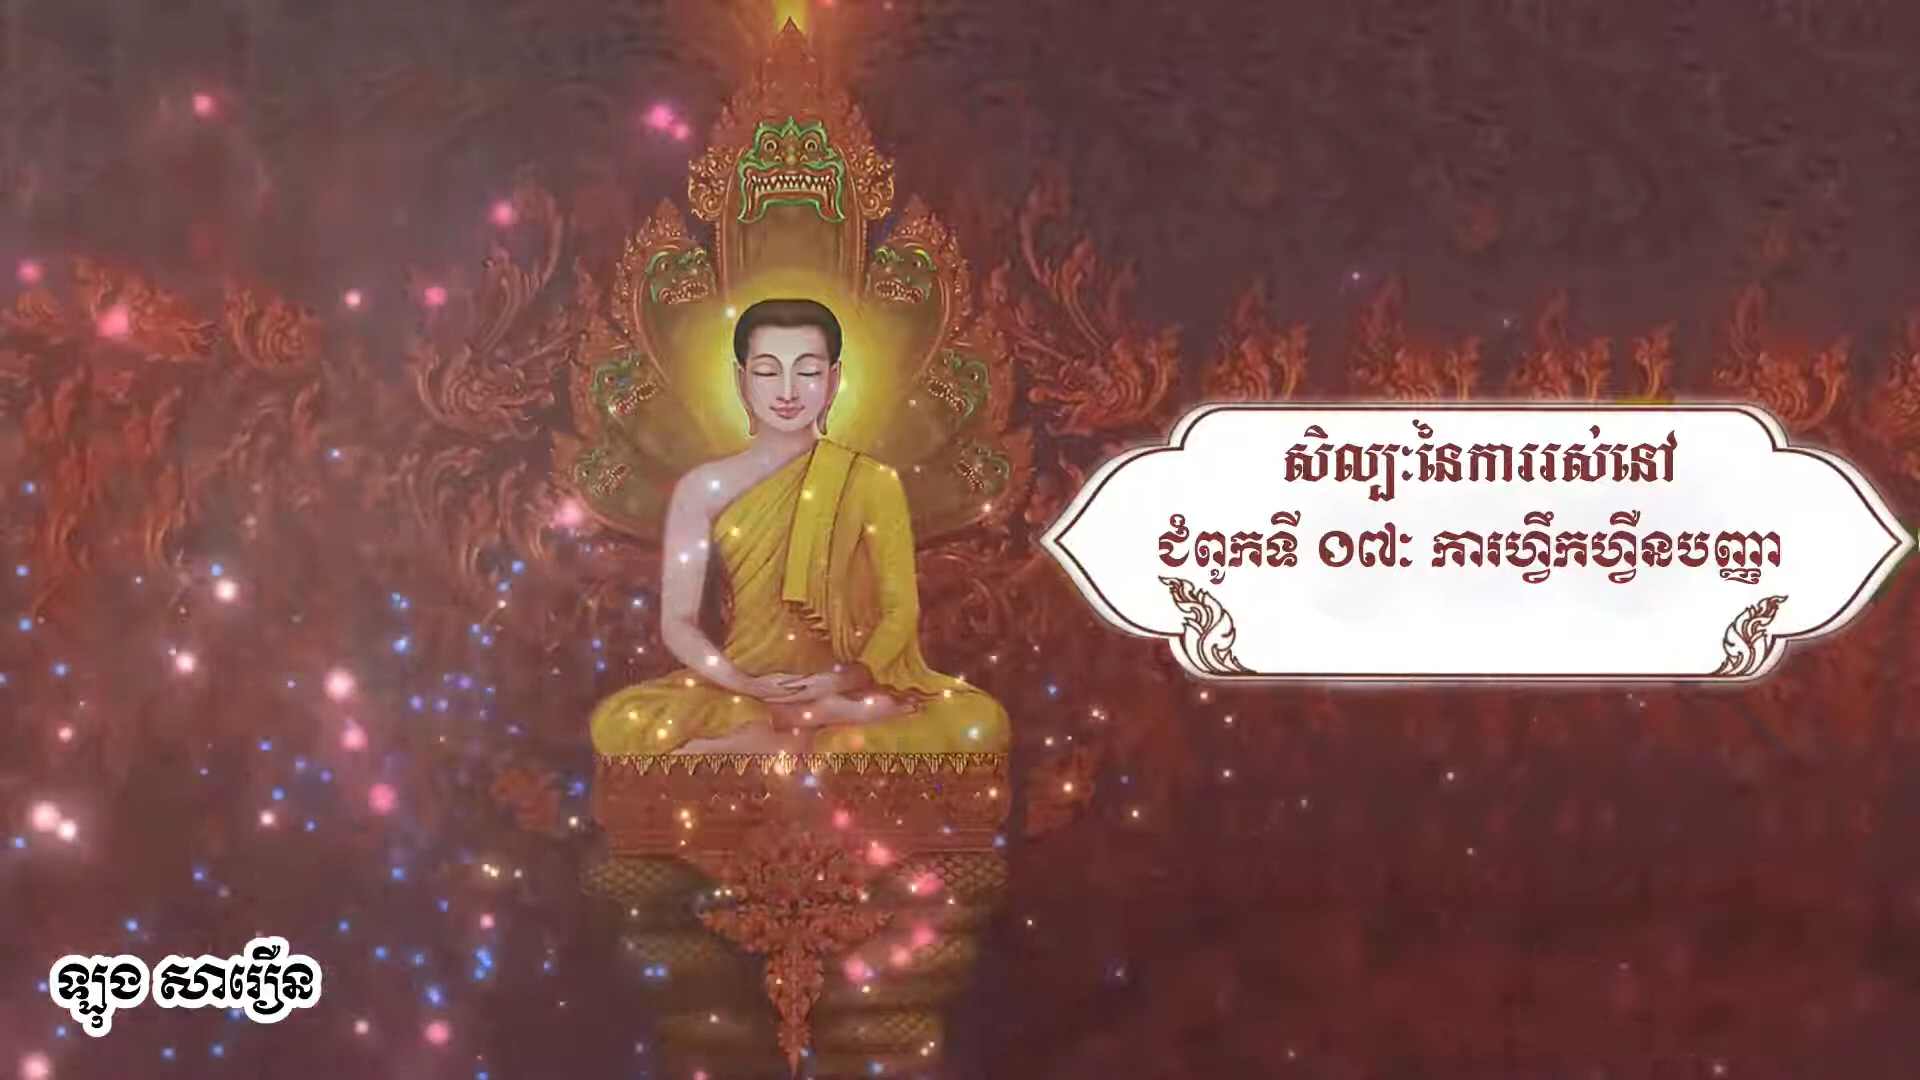 សិល្បៈនៃការរស់នៅ
ជំពូកទី ០៧: ការហ្វឹកហ្វឺនបញ្ញា
ឡុង សារឿន